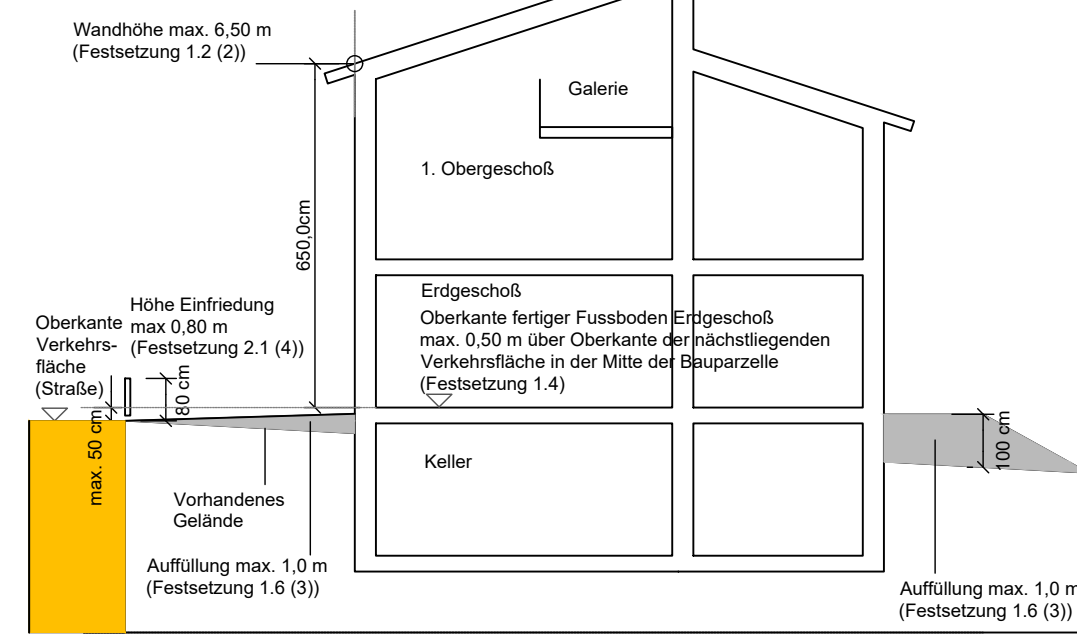 Wandhöhe max. 6,50 m
(Festsetzung 1.2 (2))
Galerie
1. Obergeschoß
650,0cm
Erdgeschoß
Oberkante fertiger Fussboden Erdgeschoß
max. 0,50 m über Oberkante der nächstliegenden
Verkehrsfläche in der Mitte der Bauparzelle
(Festsetzung 1.4)
Höhe Einfriedung
max 0,80 m
(Festsetzung 2.1 (4))
Oberkante
Verkehrs-
fläche
(Straße)
80 cm
max. 50 cm
100 cm
Keller
Vorhandenes
Gelände
Auffüllung max. 1,0 m
(Festsetzung 1.6 (3))
Auffüllung max. 1,0 m
(Festsetzung 1.6 (3))